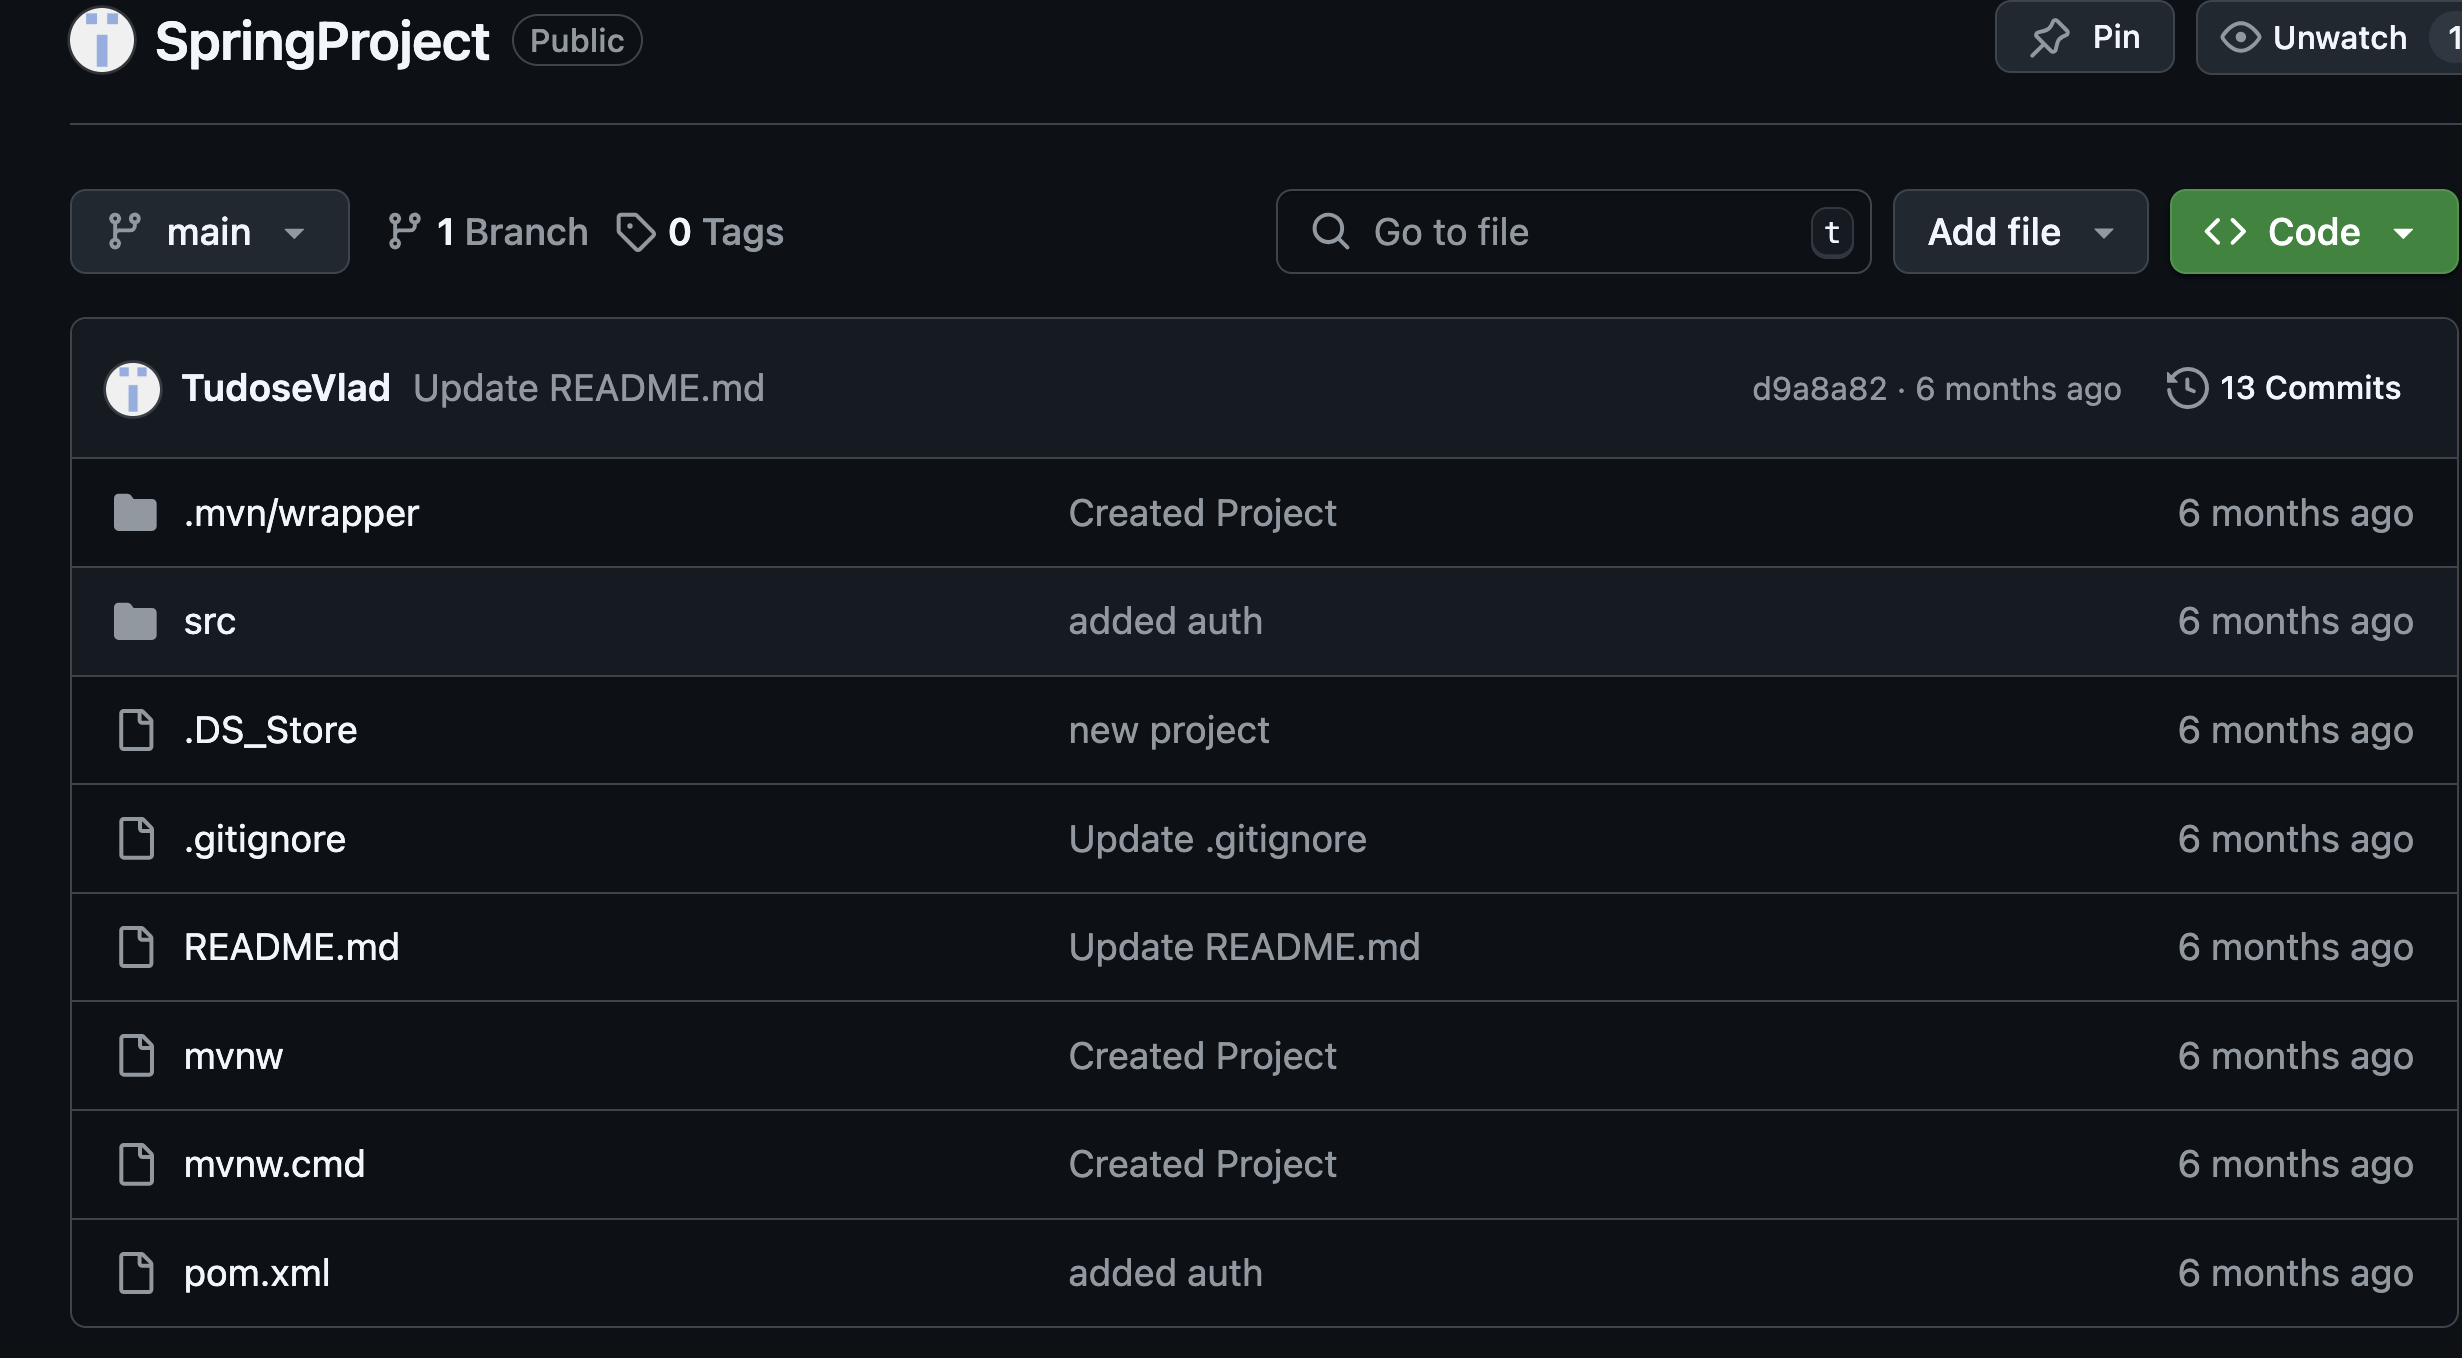 SpringProject Public Pin Unwatch 1
main 1 Branch 0 Tags Go to file t Add file Code
TudoseVlad Update README.md d9a8a82 · 6 months ago 13 Commits
.mvn/wrapper Created Project 6 months ago
src added auth 6 months ago
.DS_Store new project 6 months ago
.gitignore Update .gitignore 6 months ago
README.md Update README.md 6 months ago
mvnw Created Project 6 months ago
mvnw.cmd Created Project 6 months ago
pom.xml added auth 6 months ago